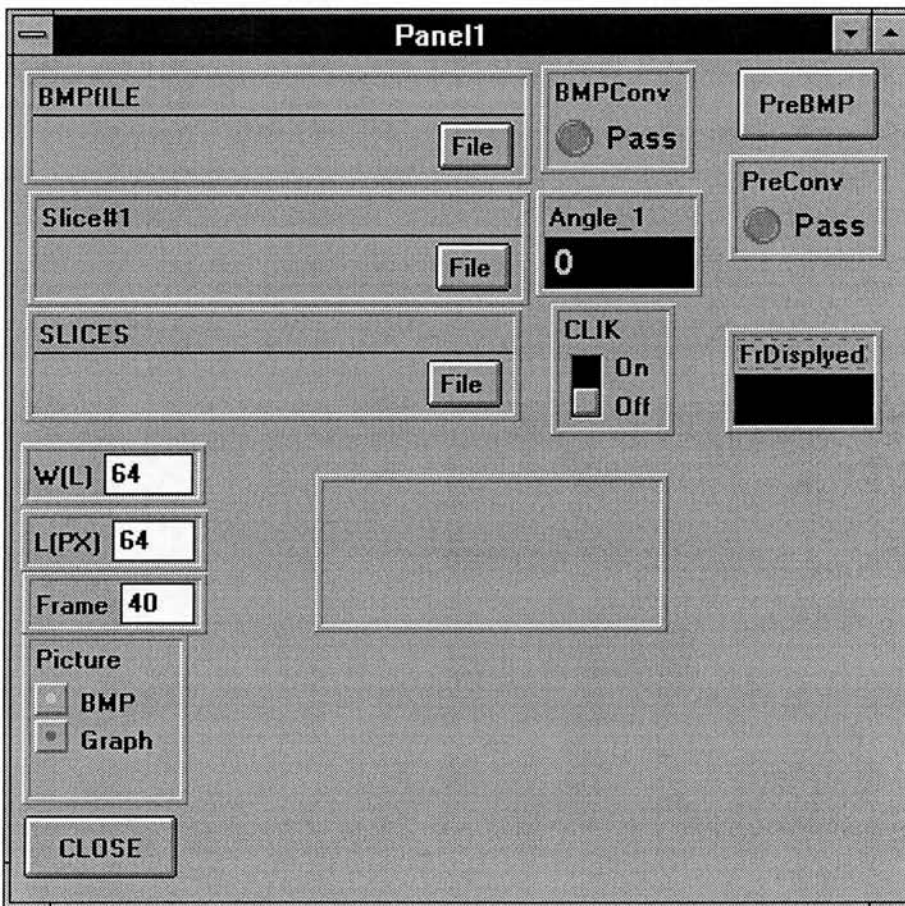 Panel1
BMPfILE
File
BMPConv
Pass
PreBMP
Slice#1
File
Angle_1
0
PreConv
Pass
SLICES
File
CLIK
On
Off
FrDisplyed
W(L) 64
L(PX) 64
Frame 40
Picture
BMP
Graph
CLOSE